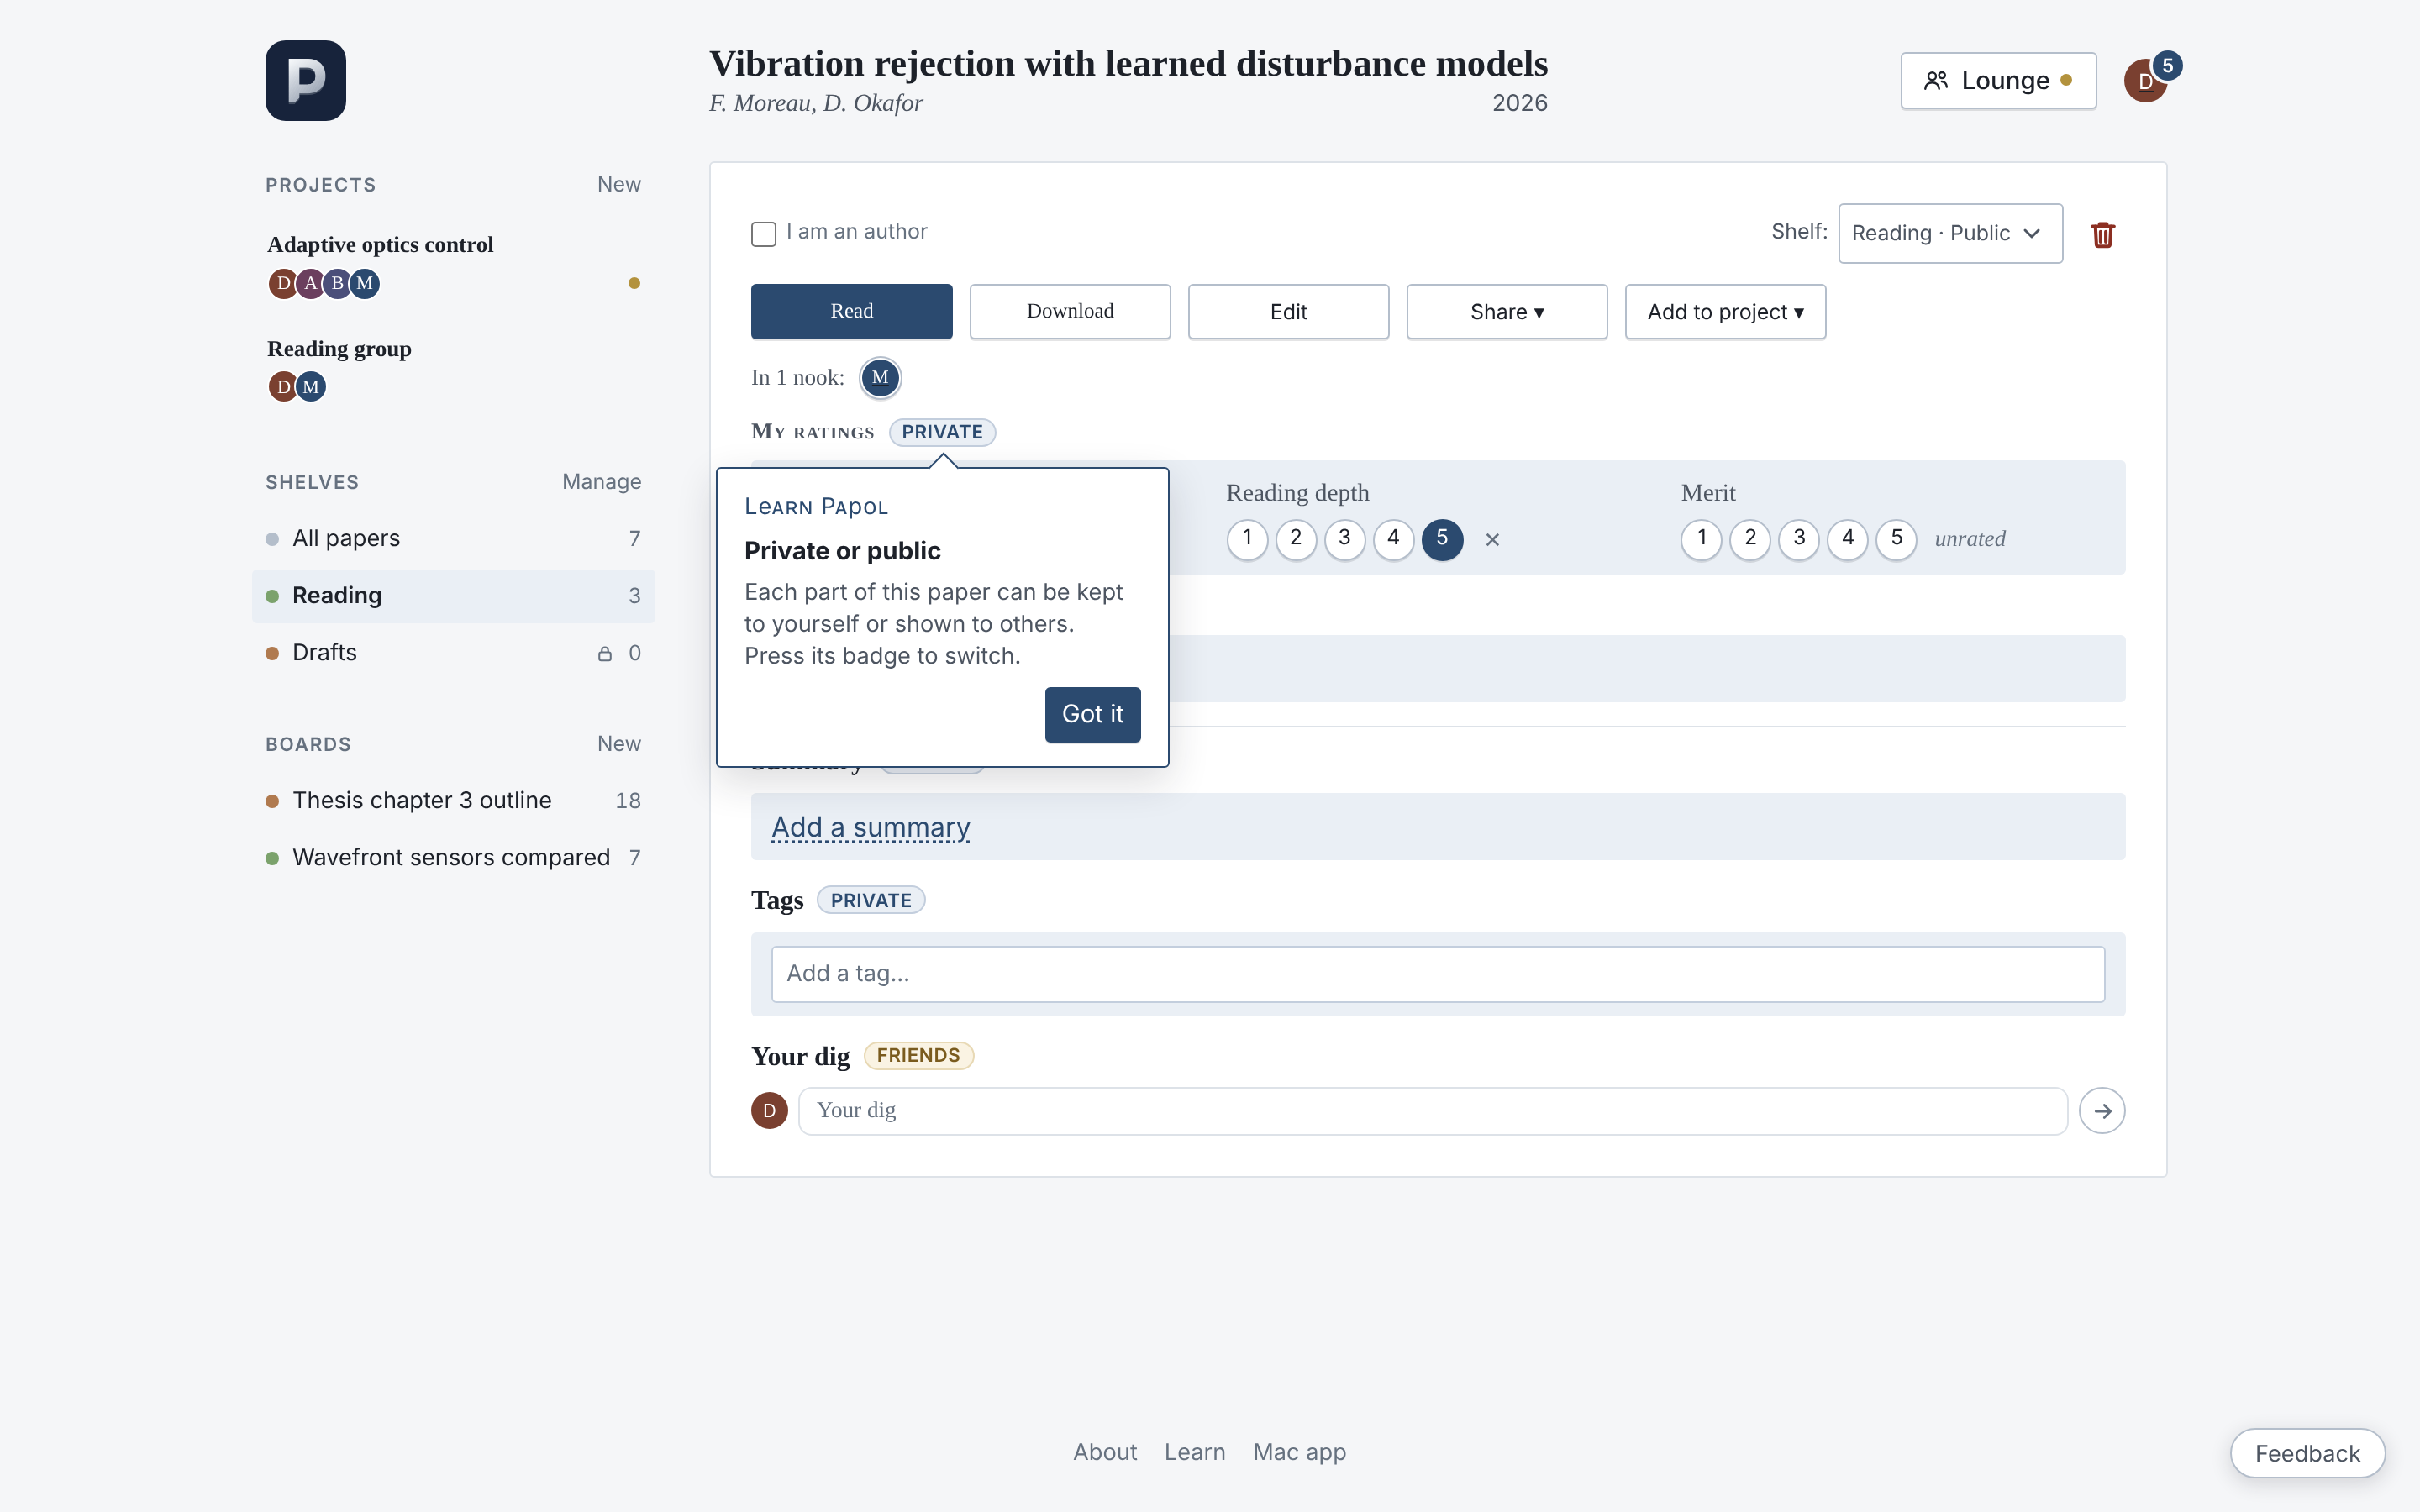 P
Vibration rejection with learned disturbance models
F. Moreau, D. Okafor 2026
Lounge
D 5
PROJECTS New
Adaptive optics control
D A B M
Reading group
D M
SHELVES Manage
All papers 7
Reading 3
Drafts 0
BOARDS New
Thesis chapter 3 outline 18
Wavefront sensors compared 7
I am an author
Shelf: Reading · Public
Read Download Edit Share ▾ Add to project ▾
In 1 nook: M
My ratings PRIVATE
Learn Papol
Private or public
Each part of this paper can be kept
to yourself or shown to others.
Press its badge to switch.
Got it
Reading depth
1 2 3 4 5 ×
Merit
1 2 3 4 5 unrated
Add a summary
Tags PRIVATE
Add a tag...
Your dig FRIENDS
D Your dig
About Learn Mac app
Feedback